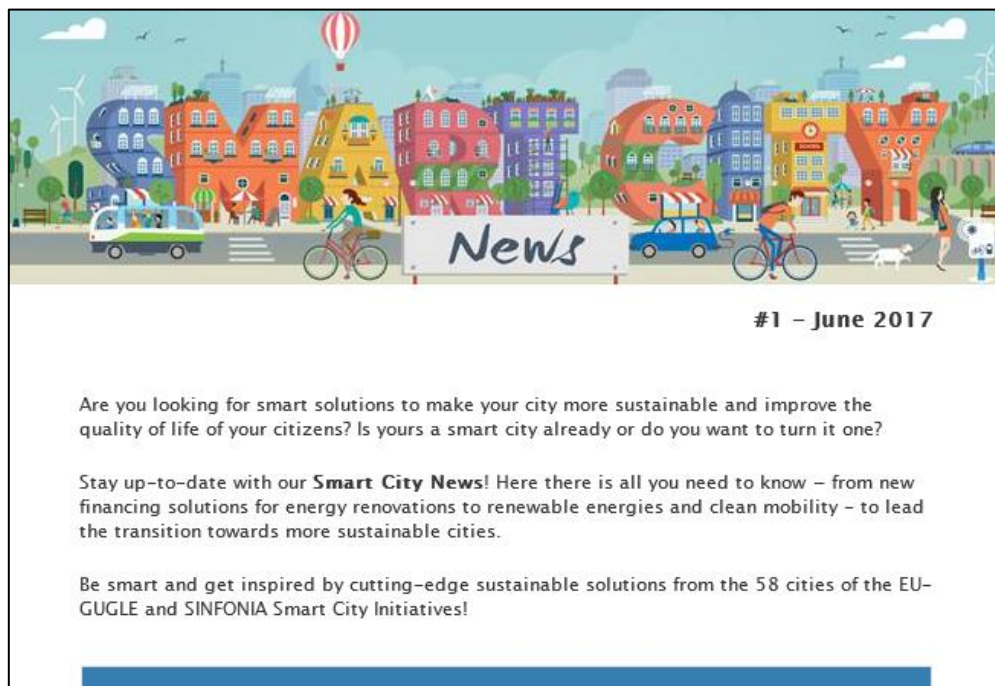 SMART CITY
SCHOOL
News
#1 – June 2017
Are you looking for smart solutions to make your city more sustainable and improve the
quality of life of your citizens? Is yours a smart city already or do you want to turn it one?
Stay up-to-date with our Smart City News! Here there is all you need to know – from new
financing solutions for energy renovations to renewable energies and clean mobility – to lead
the transition towards more sustainable cities.
Be smart and get inspired by cutting-edge sustainable solutions from the 58 cities of the EU-
GUGLE and SINFONIA Smart City Initiatives!